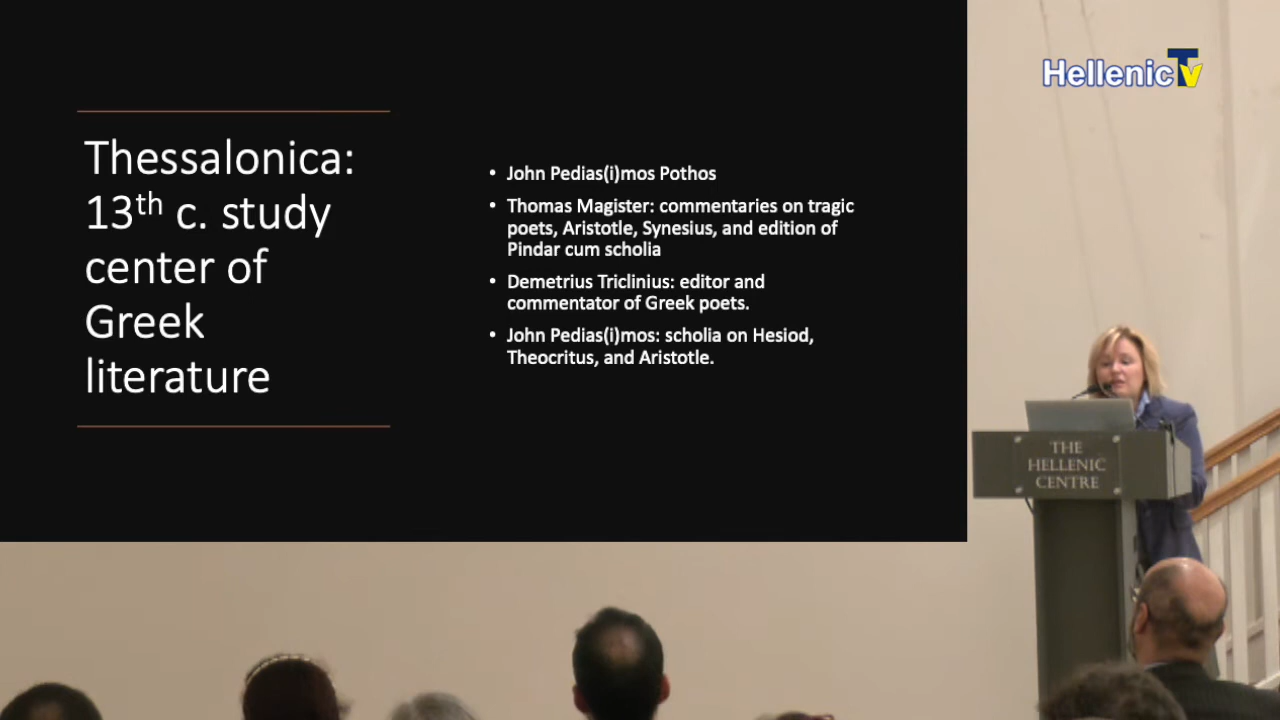 Thessalonica:
13th c. study
center of
Greek
literature
• John Pedias(i)mos Pothos
• Thomas Magister: commentaries on tragic
poets, Aristotle, Synesius, and edition of
Pindar cum scholia
• Demetrius Triclinius: editor and
commentator of Greek poets.
• John Pedias(i)mos: scholia on Hesiod,
Theocritus, and Aristotle.
HellenicTv
THE
HELLENIC
CENTRE